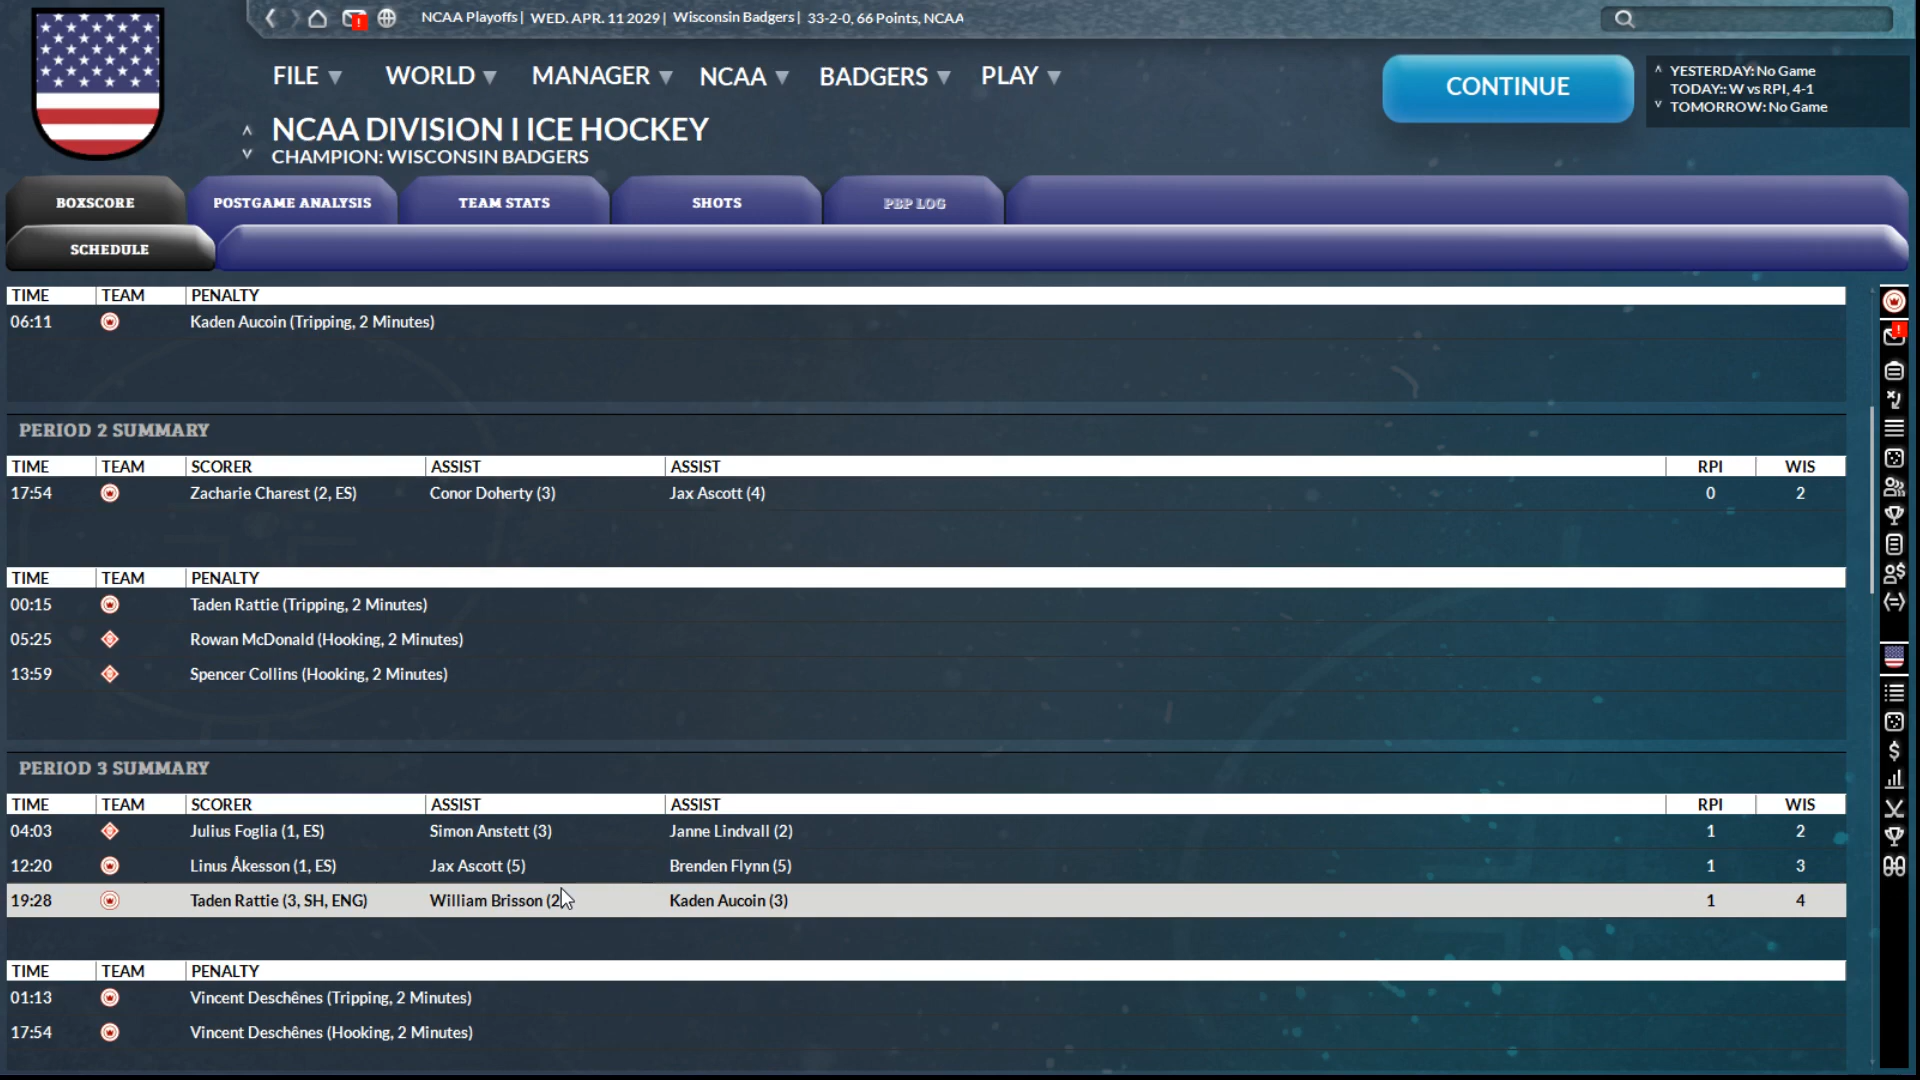 NCAA Playoffs | WED. APR. 11 2029 | Wisconsin Badgers | 33-2-0, 66 Points, NCAA
FILE WORLD MANAGER NCAA BADGERS PLAY
CONTINUE
YESTERDAY: No Game
TODAY:: W vs RPI, 4-1
TOMORROW: No Game
NCAA DIVISION I ICE HOCKEY
CHAMPION: WISCONSIN BADGERS
BOXSCORE POSTGAME ANALYSIS TEAM STATS SHOTS PBP LOG
SCHEDULE
TIME TEAM PENALTY
06:11 Kaden Aucoin (Tripping, 2 Minutes)
PERIOD 2 SUMMARY
TIME TEAM SCORER ASSIST ASSIST RPI WIS
17:54 Zacharie Charest (2, ES) Conor Doherty (3) Jax Ascott (4) 0 2
TIME TEAM PENALTY
00:15 Taden Rattie (Tripping, 2 Minutes)
05:25 Rowan McDonald (Hooking, 2 Minutes)
13:59 Spencer Collins (Hooking, 2 Minutes)
PERIOD 3 SUMMARY
TIME TEAM SCORER ASSIST ASSIST RPI WIS
04:03 Julius Foglia (1, ES) Simon Anstett (3) Janne Lindvall (2) 1 2
12:20 Linus Åkesson (1, ES) Jax Ascott (5) Brenden Flynn (5) 1 3
19:28 Taden Rattie (3, SH, ENG) William Brisson (2 Kaden Aucoin (3) 1 4
TIME TEAM PENALTY
01:13 Vincent Deschênes (Tripping, 2 Minutes)
17:54 Vincent Deschênes (Hooking, 2 Minutes)